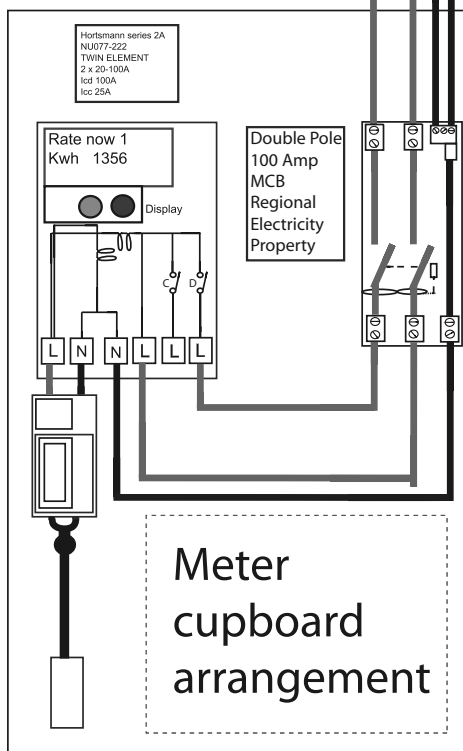 Hortsmann series 2A
NU077-222
TWIN ELEMENT
2 x 20-100A
Icd 100A
Icc 25A
Rate now 1
Kwh 1356
Display
Double Pole
100 Amp
MCB
Regional
Electricity
Property
C D
L N N L L L
Meter
cupboard
arrangement